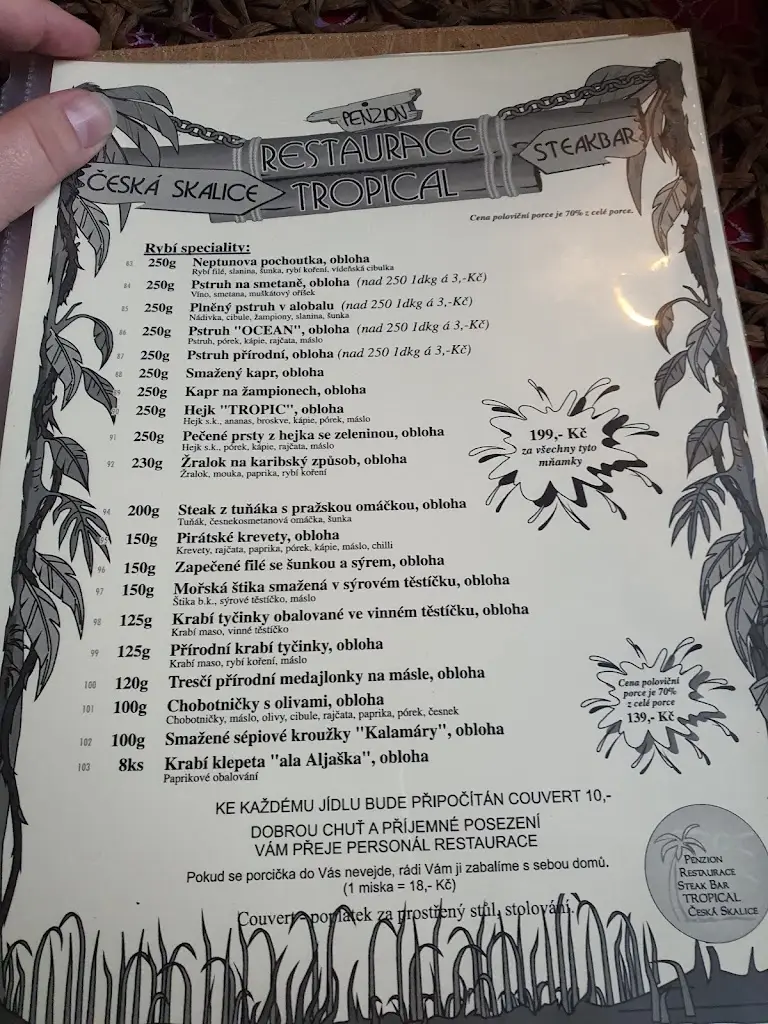 PENZION
RESTAURACE
STEAKBAR
ČESKÁ SKALICE
TROPICAL
Cena poloviční porce je 70% z celé porce.
Rybí speciality:
83 250g Neptunova pochoutka, obloha
Rybí filé, slanina, šunka, rybí koření, vídeňská cibulka
84 250g Pstruh na smetaně, obloha (nad 250 1dkg á 3,-Kč)
Víno, smetana, muškátový oříšek
85 250g Plněný pstruh v alobalu (nad 250 1dkg á 3,-Kč)
Nádivka, cibule, žampiony, slanina, šunka
86 250g Pstruh "OCEAN", obloha (nad 250 1dkg á 3,-Kč)
Pstruh, pórek, kápie, rajčata, máslo
87 250g Pstruh přírodní, obloha (nad 250 1dkg á 3,-Kč)
88 250g Smažený kapr, obloha
89 250g Kapr na žampionech, obloha
90 250g Hejk "TROPIC", obloha
Hejk s.k., ananas, broskve, kápie, pórek, máslo
91 250g Pečené prsty z hejka se zeleninou, obloha
Hejk s.k., pórek, kápie, rajčata, máslo
92 230g Žralok na karibský způsob, obloha
Žralok, mouka, paprika, rybí koření
199,- Kč
za všechny tyto
mňamky
94 200g Steak z tuňáka s pražskou omáčkou, obloha
Tuňák, česnekosmetanová omáčka, šunka
95 150g Pirátské krevety, obloha
Krevety, rajčata, paprika, pórek, kápie, máslo, chilli
96 150g Zapečené filé se šunkou a sýrem, obloha
97 150g Mořská štika smažená v sýrovém těstíčku, obloha
Štika b.k., sýrové těstíčko, máslo
98 125g Krabí tyčinky obalované ve vinném těstíčku, obloha
Krabí maso, vinné těstíčko
99 125g Přírodní krabí tyčinky, obloha
Krabí maso, rybí koření, máslo
100 120g Tresčí přírodní medajlonky na másle, obloha
101 100g Chobotničky s olivami, obloha
Chobotničky, máslo, olivy, cibule, rajčata, paprika, pórek, česnek
102 100g Smažené sépiové kroužky "Kalamáry", obloha
103 8ks Krabí klepeta "ala Aljaška", obloha
Paprikové obalování
Cena poloviční
porce je 70%
z celé porce
139,- Kč
KE KAŽDÉMU JÍDLU BUDE PŘIPOČÍTÁN COUVERT 10,-
DOBROU CHUŤ A PŘÍJEMNÉ POSEZENÍ
VÁM PŘEJE PERSONÁL RESTAURACE
Pokud se porcička do Vás nevejde, rádi Vám ji zabalíme s sebou domů.
(1 miska = 18,- Kč)
Couvert - poplatek za prostřený stůl, stolování.
PENZION
RESTAURACE
STEAK BAR
TROPICAL
ČESKÁ SKALICE